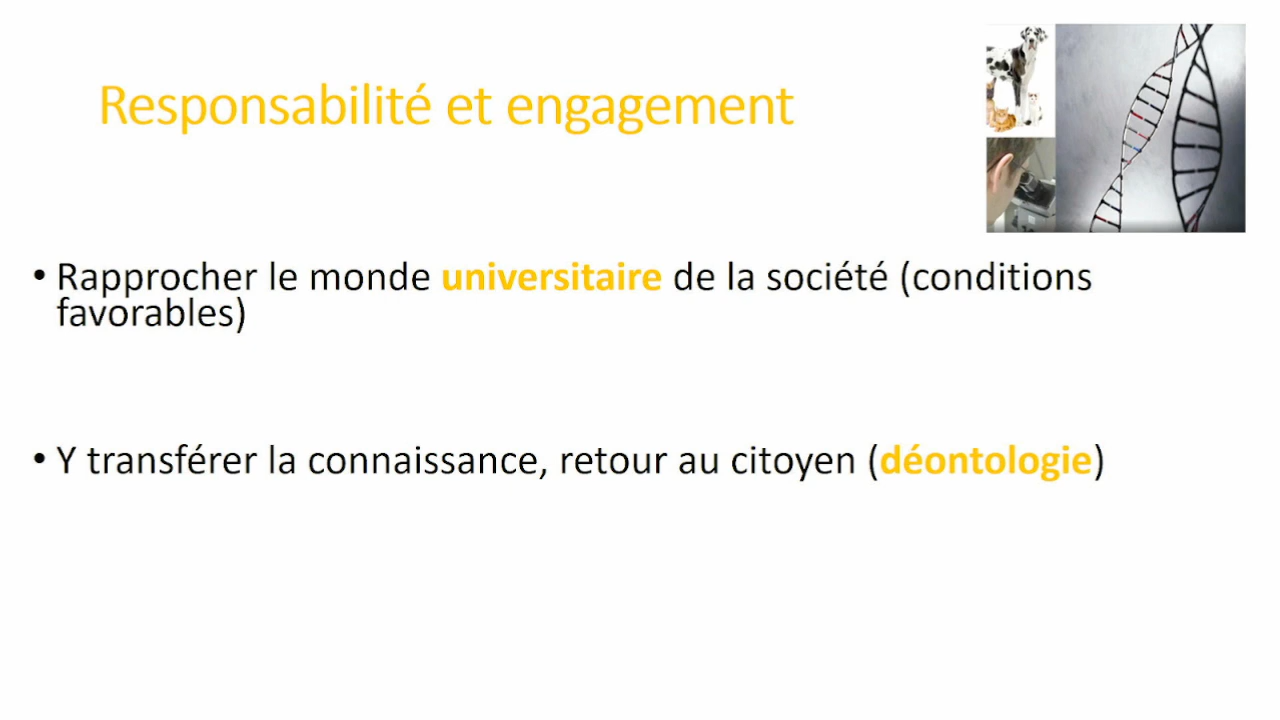 Responsabilité et engagement
• Rapprocher le monde universitaire de la société (conditions
favorables)
• Y transférer la connaissance, retour au citoyen (déontologie)